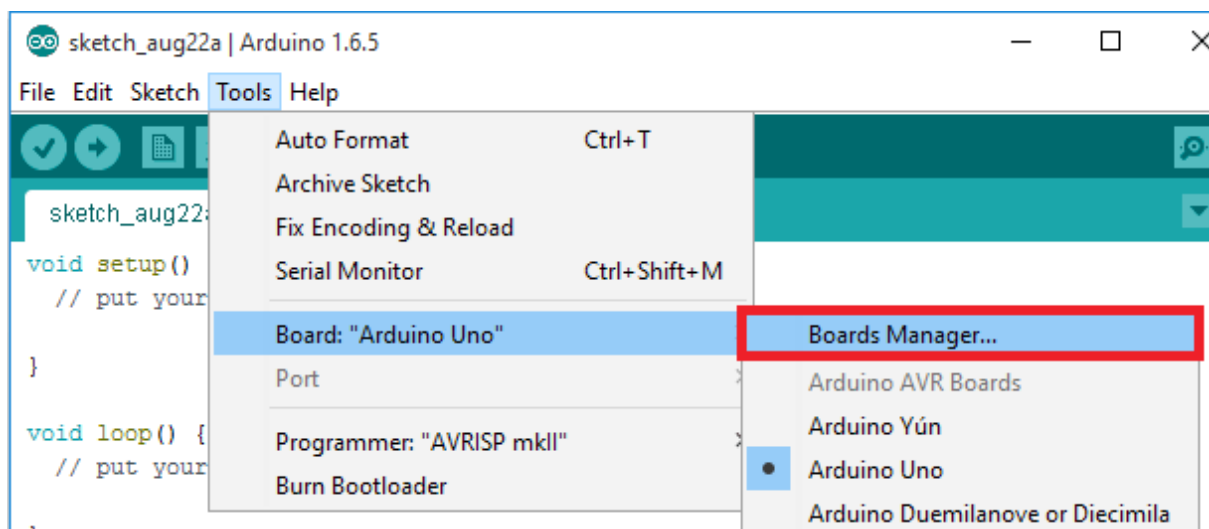 sketch_aug22a | Arduino 1.6.5
File Edit Sketch Tools Help
Auto Format Ctrl+T
Archive Sketch
Fix Encoding & Reload
Serial Monitor Ctrl+Shift+M
Board: "Arduino Uno"
Port
Programmer: "AVRISP mkII"
Burn Bootloader
Boards Manager...
Arduino AVR Boards
Arduino Yún
Arduino Uno
Arduino Duemilanove or Diecimila
sketch_aug22a
void setup()
// put your
}
void loop() {
// put your